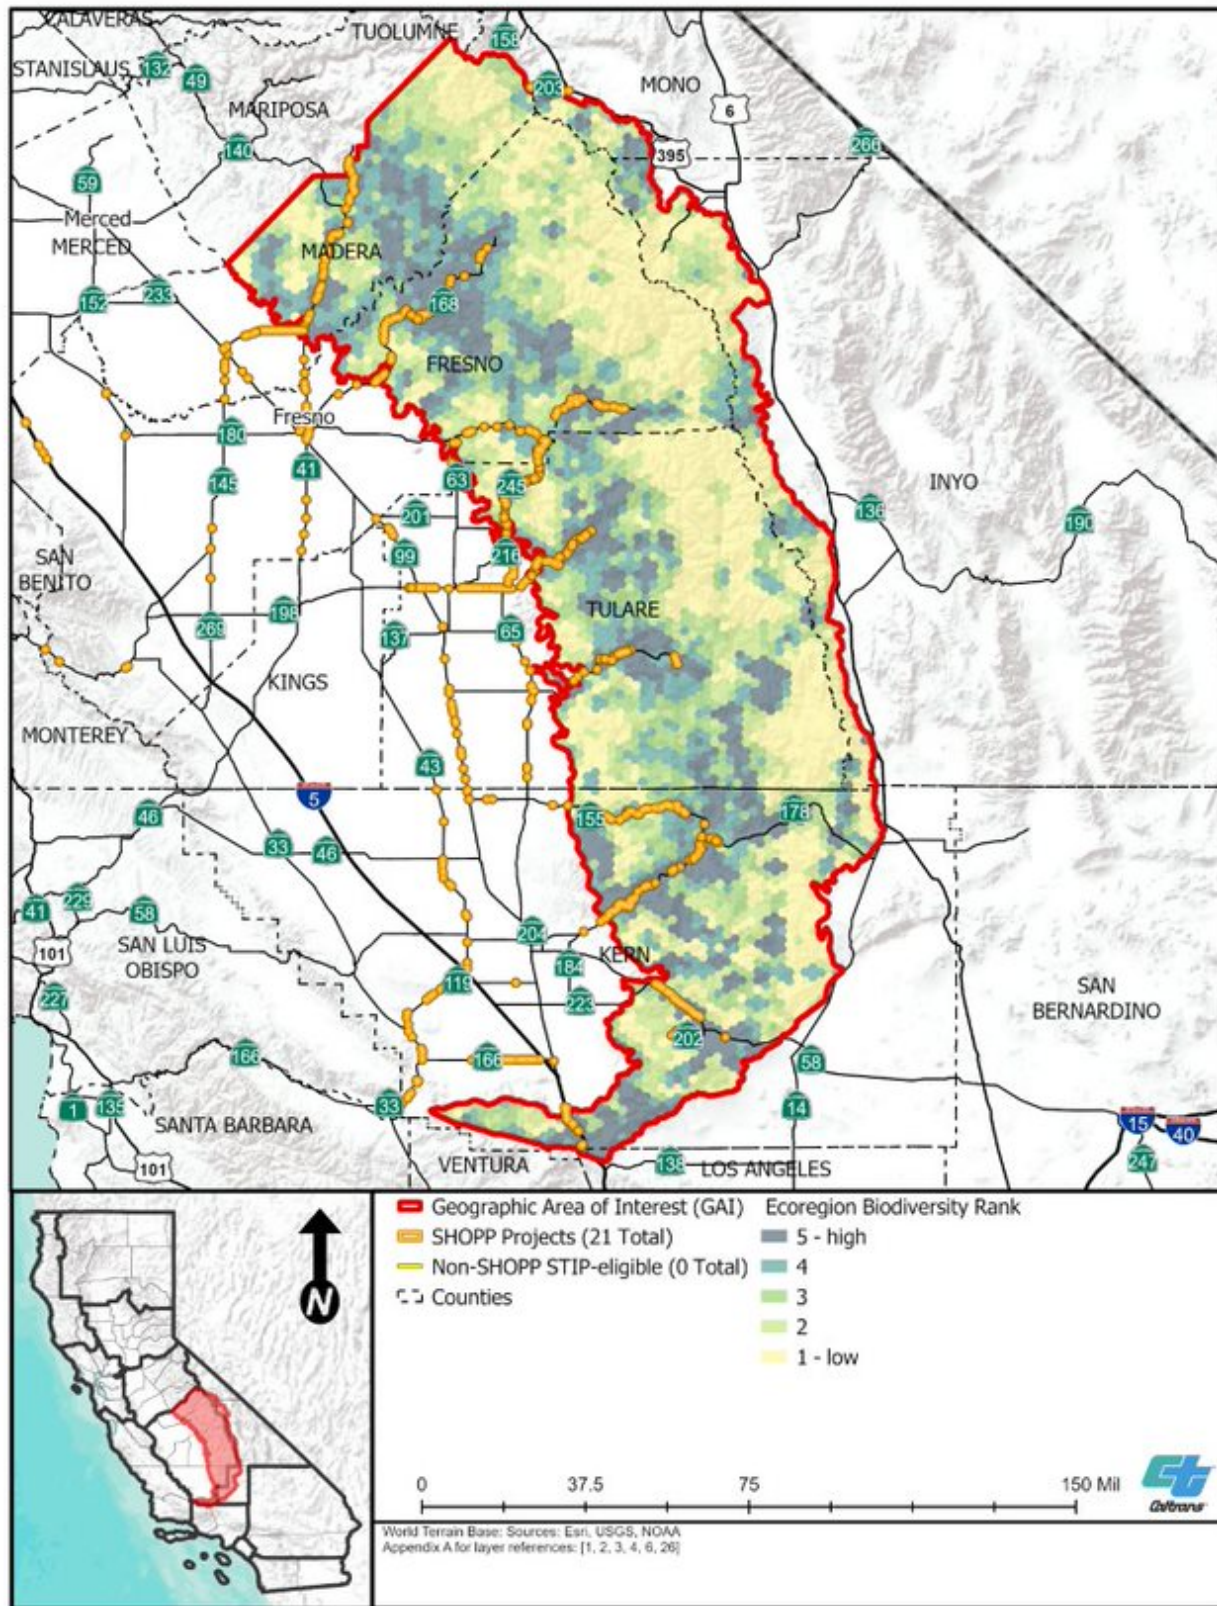 CALAVERAS
TUOLUMNE
158
STANISLAUS
132
49
203
MONO
MARIPOSA
6
140
395
266
59
Merced
MERCED
MADERA
152
233
168
FRESNO
Fresno
180
41
63
145
245
INYO
136
190
201
99
216
SAN
BENITO
TULARE
198
269
137
65
KINGS
MONTEREY
43
5
46
155
178
33
46
41
229
58
204
101
SAN LUIS
OBISPO
KERN
184
119
SAN
BERNARDINO
227
223
202
166
166
58
1
135
33
14
SANTA BARBARA
15
40
101
VENTURA
138
LOS ANGELES
247
Geographic Area of Interest (GAI)
SHOPP Projects (21 Total)
Non-SHOPP STIP-eligible (0 Total)
Counties
Ecoregion Biodiversity Rank
5 - high
4
3
2
1 - low
N
0 37.5 75 150 Mil
Caltrans
World Terrain Base: Sources: Esri, USGS, NOAA
Appendix A for layer references: [1, 2, 3, 4, 6, 26]